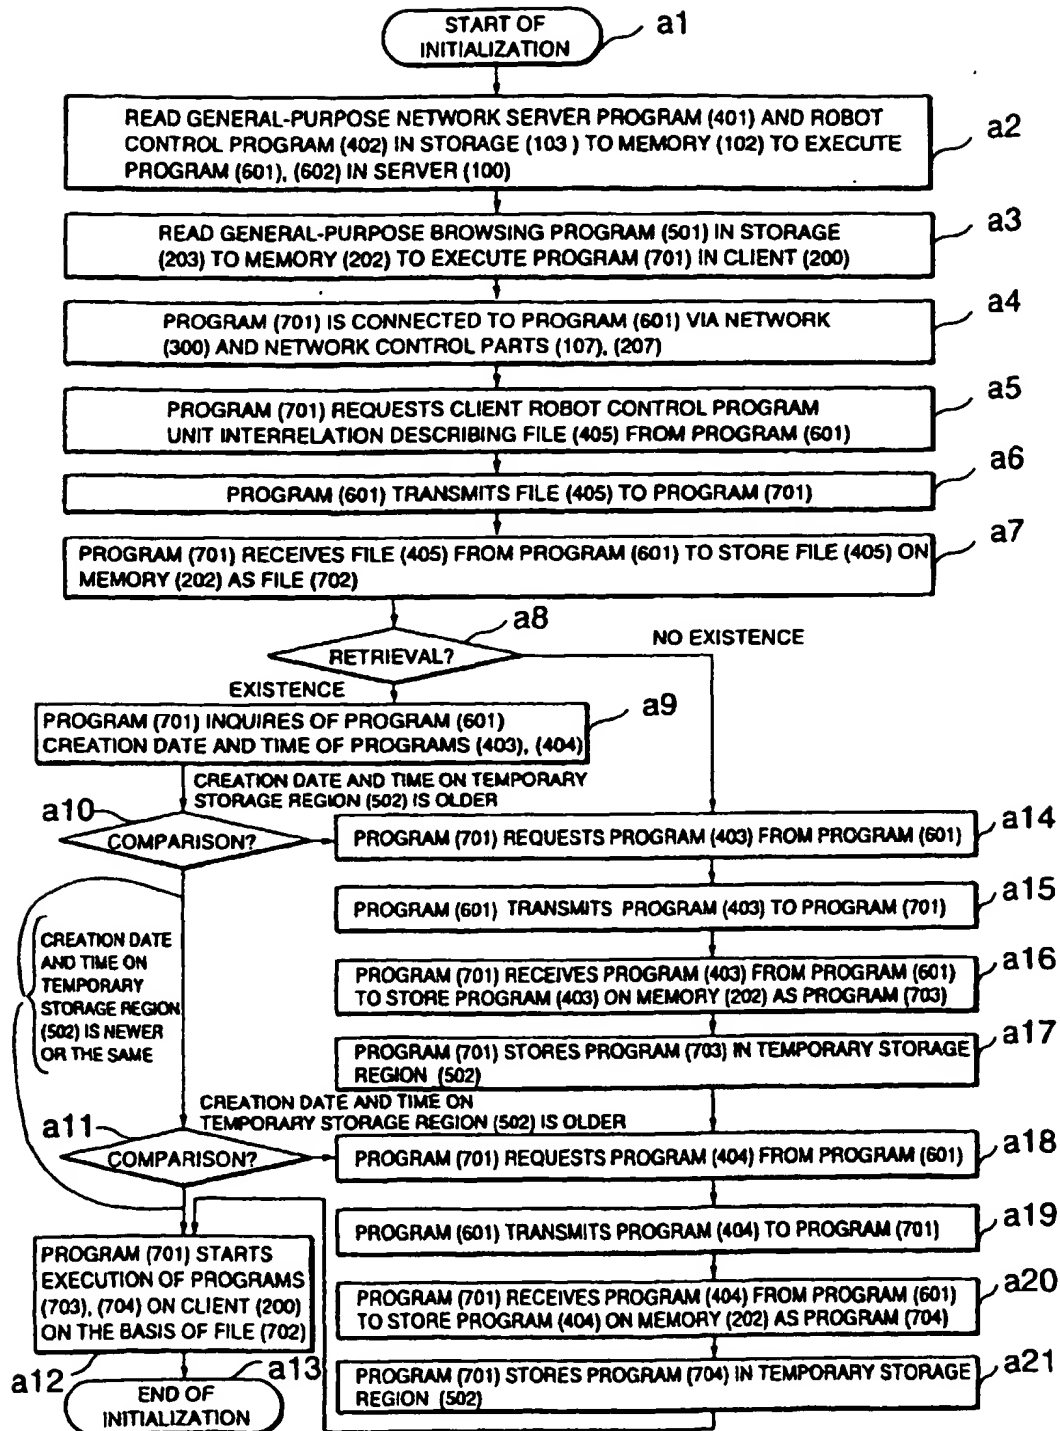 START OF
INITIALIZATION
a1
READ GENERAL-PURPOSE NETWORK SERVER PROGRAM (401) AND ROBOT
CONTROL PROGRAM (402) IN STORAGE (103) TO MEMORY (102) TO EXECUTE
PROGRAM (601), (602) IN SERVER (100)
a2
READ GENERAL-PURPOSE BROWSING PROGRAM (501) IN STORAGE
(203) TO MEMORY (202) TO EXECUTE PROGRAM (701) IN CLIENT (200)
a3
PROGRAM (701) IS CONNECTED TO PROGRAM (601) VIA NETWORK
(300) AND NETWORK CONTROL PARTS (107), (207)
a4
PROGRAM (701) REQUESTS CLIENT ROBOT CONTROL PROGRAM
UNIT INTERRELATION DESCRIBING FILE (405) FROM PROGRAM (601)
a5
PROGRAM (601) TRANSMITS FILE (405) TO PROGRAM (701)
a6
PROGRAM (701) RECEIVES FILE (405) FROM PROGRAM (601) TO STORE FILE (405) ON
MEMORY (202) AS FILE (702)
a7
RETRIEVAL?
a8
NO EXISTENCE
EXISTENCE
PROGRAM (701) INQUIRES OF PROGRAM (601)
CREATION DATE AND TIME OF PROGRAMS (403), (404)
a9
CREATION DATE AND TIME ON TEMPORARY
STORAGE REGION (502) IS OLDER
a10
COMPARISON?
PROGRAM (701) REQUESTS PROGRAM (403) FROM PROGRAM (601)
a14
PROGRAM (601) TRANSMITS PROGRAM (403) TO PROGRAM (701)
a15
CREATION DATE
AND TIME ON
TEMPORARY
STORAGE REGION
(502) IS NEWER
OR THE SAME
PROGRAM (701) RECEIVES PROGRAM (403) FROM PROGRAM (601)
TO STORE PROGRAM (403) ON MEMORY (202) AS PROGRAM (703)
a16
PROGRAM (701) STORES PROGRAM (703) IN TEMPORARY STORAGE
REGION (502)
a17
CREATION DATE AND TIME ON
TEMPORARY STORAGE REGION (502) IS OLDER
a11
COMPARISON?
PROGRAM (701) REQUESTS PROGRAM (404) FROM PROGRAM (601)
a18
PROGRAM (601) TRANSMITS PROGRAM (404) TO PROGRAM (701)
a19
PROGRAM (701) STARTS
EXECUTION OF PROGRAMS
(703), (704) ON CLIENT (200)
ON THE BASIS OF FILE (702)
a12
PROGRAM (701) RECEIVES PROGRAM (404) FROM PROGRAM (601)
TO STORE PROGRAM (404) ON MEMORY (202) AS PROGRAM (704)
a20
PROGRAM (701) STORES PROGRAM (704) IN TEMPORARY STORAGE
REGION (502)
a21
a13
END OF
INITIALIZATION